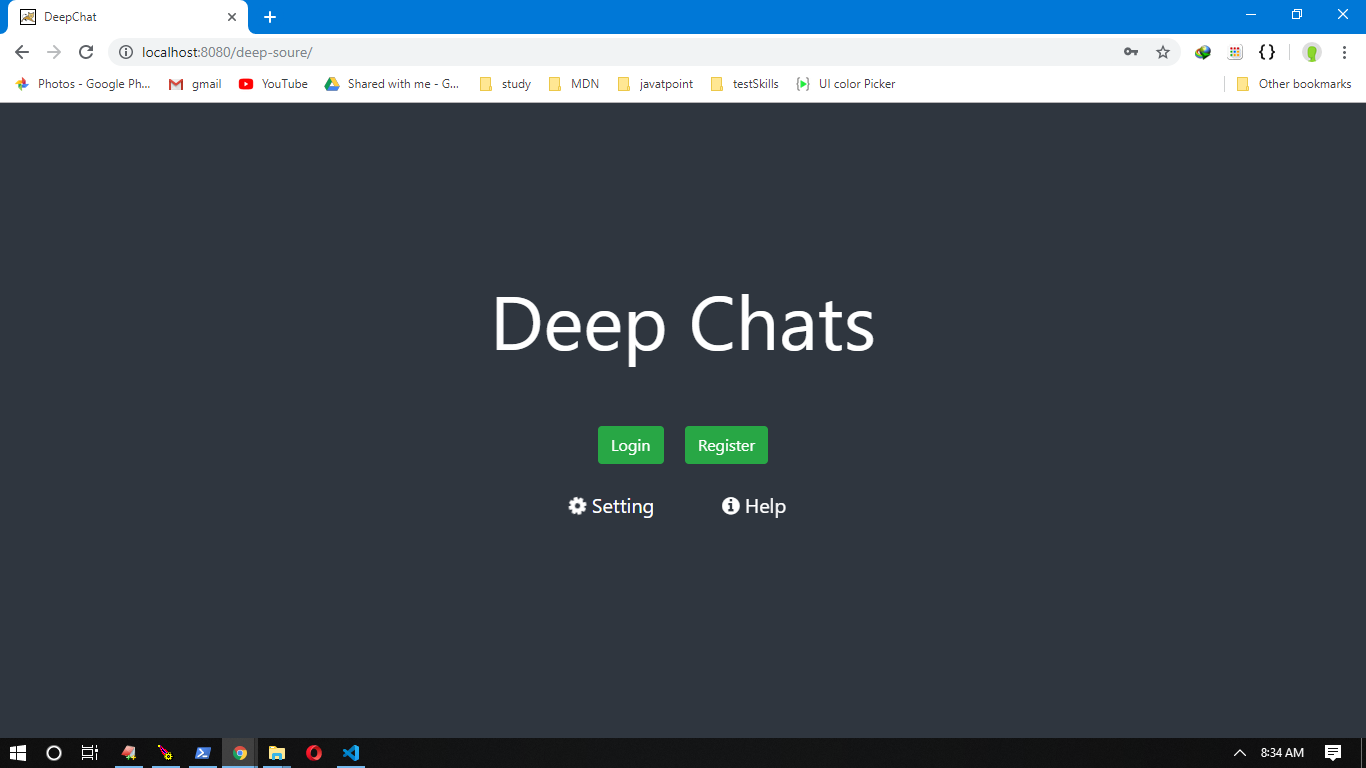 DeepChat
localhost:8080/deep-soure/
Photos - Google Ph... gmail YouTube Shared with me - G... study MDN javatpoint testSkills UI color Picker Other bookmarks
Deep Chats
Login Register
Setting Help
8:34 AM